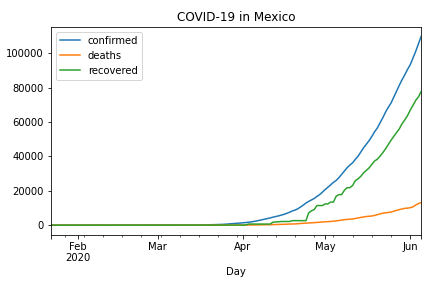 COVID-19 in Mexico
confirmed
deaths
recovered
100000
80000
60000
40000
20000
0
Feb Mar Apr May Jun
2020
Day